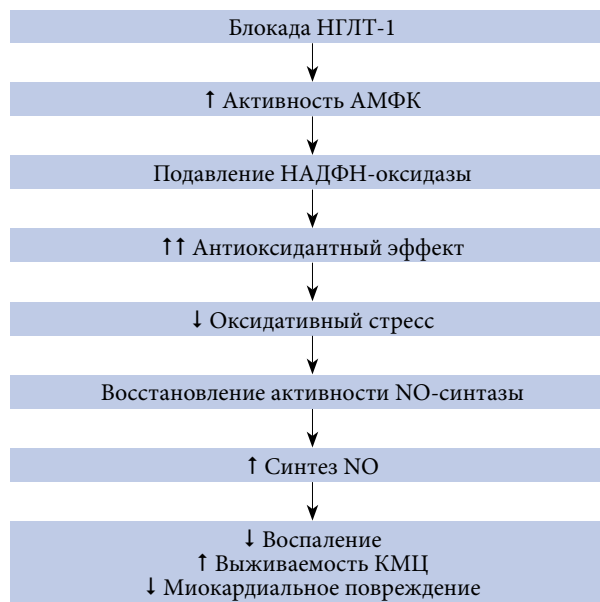 Блокада НГЛТ-1
↑ Активность АМФК
Подавление НАДФН-оксидазы
↑↑ Антиоксидантный эффект
↓ Оксидативный стресс
Восстановление активности NO-синтазы
↑ Синтез NO
↓ Воспаление
↑ Выживаемость КМЦ
↓ Миокардиальное повреждение